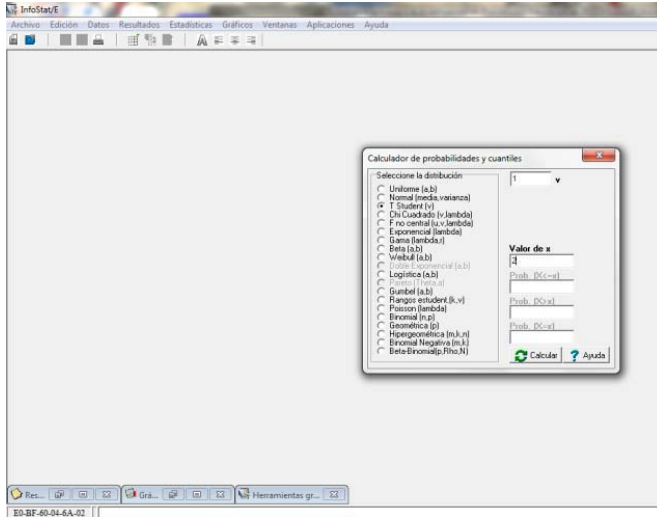 InfoStat/E
Archivo Edición Datos Resultados Estadísticas Gráficos Ventanas Aplicaciones Ayuda
Calculador de probabilidades y cuantiles
Seleccione la distribución
Uniforme (a,b)
Normal (media,varianza)
T Student (v)
Chi Cuadrado (v,lambda)
F no central (u,v,lambda)
Exponencial (lambda)
Gama (lambda,r)
Beta (a,b)
Weibull (a,b)
Doble Exponencial (a,b)
Logística (a,b)
Pareto (Theta,a)
Gumbel (a,b)
Rangos estudent.(k,v)
Poisson (lambda)
Binomial (n,p)
Geométrica (p)
Hipergeométrica (m,k,n)
Binomial Negativa (m,k)
Beta-Binomial(p,Rho,N)
1 v
Valor de x
2
Prob. (X<=x)
Prob. (X>x)
Prob. (X=x)
Calcular
Ayuda
Res...
Grá...
Herramientas gr...
E0-BF-60-04-6A-02